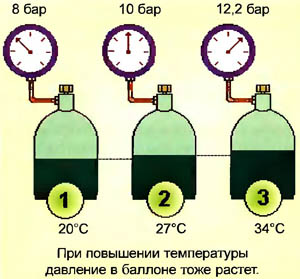 8 бар 10 бар 12,2 бар
1 2 3
20°C 27°C 34°C
При повышении температуры
давление в баллоне тоже растет.